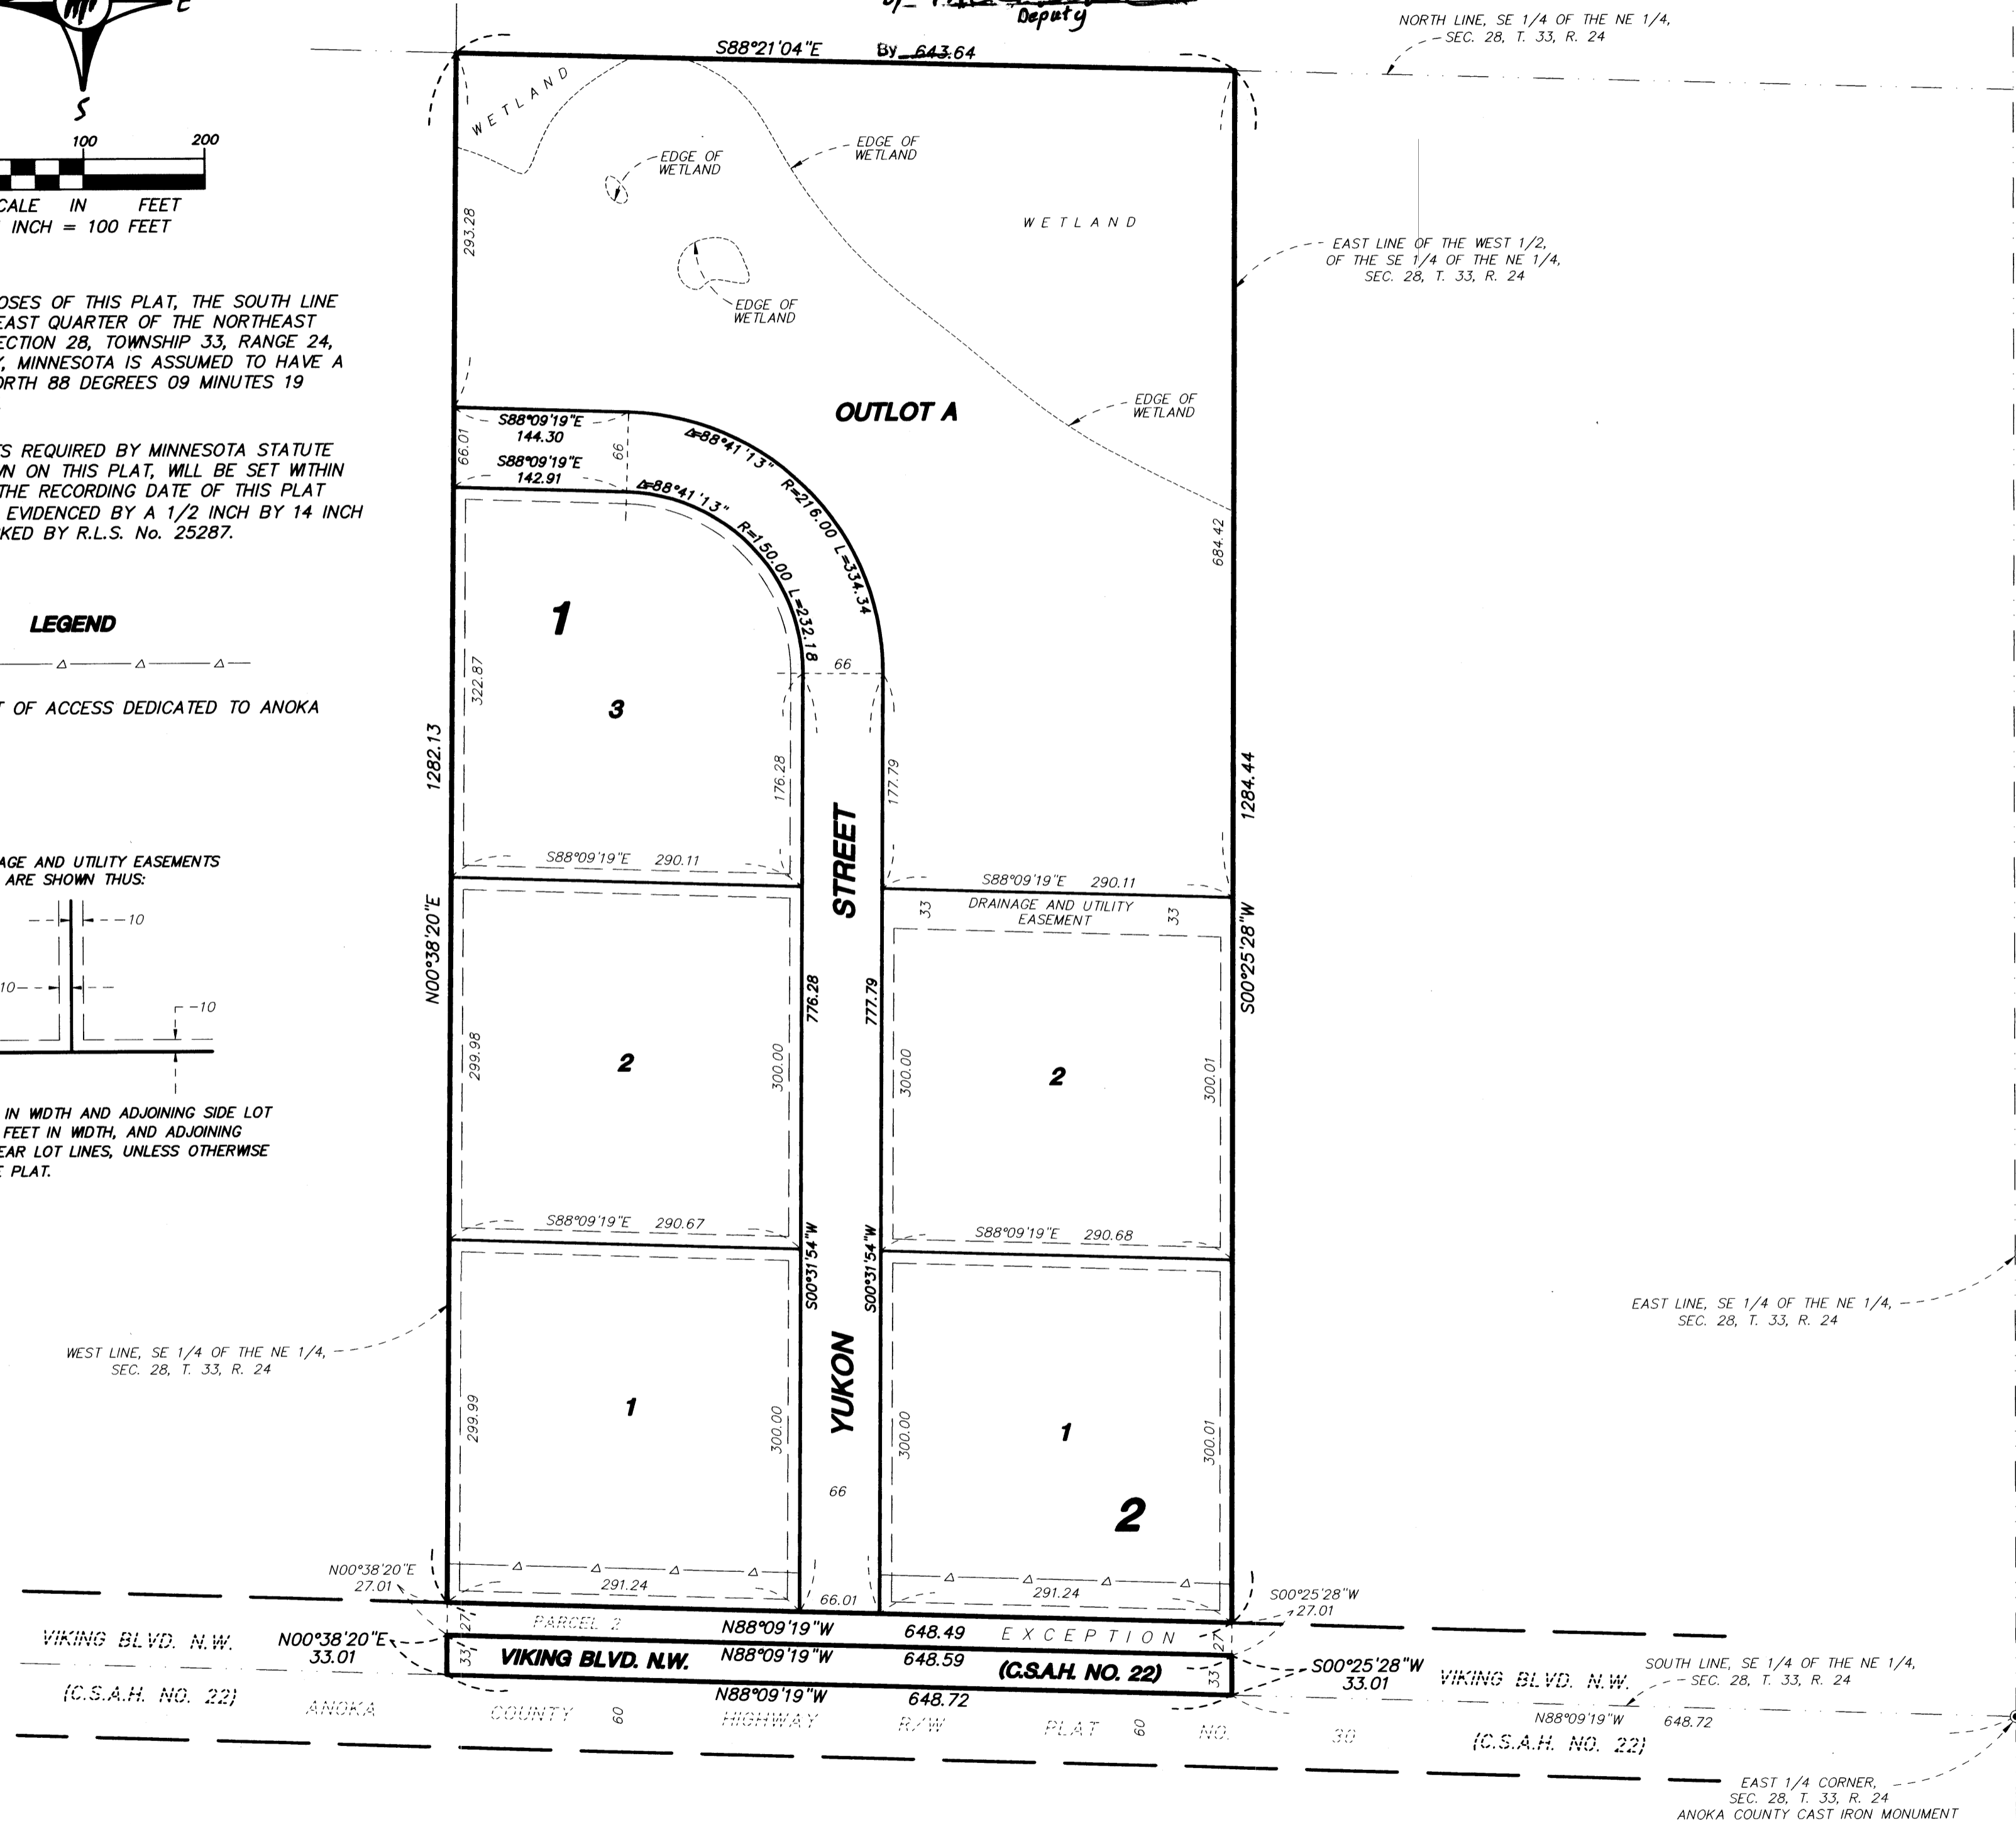 E
S
100 200
SCALE IN FEET
INCH = 100 FEET
OSES OF THIS PLAT, THE SOUTH LINE
EAST QUARTER OF THE NORTHEAST
ECTION 28, TOWNSHIP 33, RANGE 24,
Y, MINNESOTA IS ASSUMED TO HAVE A
ORTH 88 DEGREES 09 MINUTES 19
TS REQUIRED BY MINNESOTA STATUTE
WN ON THIS PLAT, WILL BE SET WITHIN
THE RECORDING DATE OF THIS PLAT
EVIDENCED BY A 1/2 INCH BY 14 INCH
KED BY R.L.S. No. 25287.
LEGEND
T OF ACCESS DEDICATED TO ANOKA
AGE AND UTILITY EASEMENTS
ARE SHOWN THUS:
10
10
10
IN WIDTH AND ADJOINING SIDE LOT
FEET IN WIDTH, AND ADJOINING
EAR LOT LINES, UNLESS OTHERWISE
E PLAT.
Deputy
S88°21'04"E By 643.64
NORTH LINE, SE 1/4 OF THE NE 1/4,
SEC. 28, T. 33, R. 24
WETLAND
EDGE OF
WETLAND
EDGE OF
WETLAND
WETLAND
293.28
EDGE OF
WETLAND
EAST LINE OF THE WEST 1/2,
OF THE SE 1/4 OF THE NE 1/4,
SEC. 28, T. 33, R. 24
OUTLOT A
EDGE OF
WETLAND
S88°09'19"E
144.30
66.01
66
S88°09'19"E
142.91
Δ=88°41'13" R=216.00 L=334.34
Δ=88°41'13" R=150.00 L=232.18
684.42
1
322.87
3
66
176.28
177.79
1282.13
1284.44
N00°38'20"E
S00°25'28"W
S88°09'19"E 290.11
S88°09'19"E 290.11
33 DRAINAGE AND UTILITY 33
EASEMENT
STREET
776.28
777.79
299.98
2
300.00
300.00
2
300.01
S88°09'19"E 290.67
S88°09'19"E 290.68
S00°31'54"W
S00°31'54"W
WEST LINE, SE 1/4 OF THE NE 1/4,
SEC. 28, T. 33, R. 24
EAST LINE, SE 1/4 OF THE NE 1/4,
SEC. 28, T. 33, R. 24
YUKON
299.99
1
300.00
300.00
1
300.01
66
2
N00°38'20"E
27.01
291.24
66.01
291.24
S00°25'28"W
27.01
27
PARCEL 2 N88°09'19"W 648.49 EXCEPTION
27
VIKING BLVD. N.W.
N00°38'20"E
33.01
33
VIKING BLVD. N.W. N88°09'19"W 648.59 (C.S.A.H. NO. 22)
33
S00°25'28"W
33.01
VIKING BLVD. N.W.
SOUTH LINE, SE 1/4 OF THE NE 1/4,
SEC. 28, T. 33, R. 24
(C.S.A.H. NO. 22)
N88°09'19"W 648.72
N88°09'19"W 648.72
ANOKA COUNTY 60 HIGHWAY R/W PLAT 60 NO. 30
(C.S.A.H. NO. 22)
EAST 1/4 CORNER,
SEC. 28, T. 33, R. 24
ANOKA COUNTY CAST IRON MONUMENT